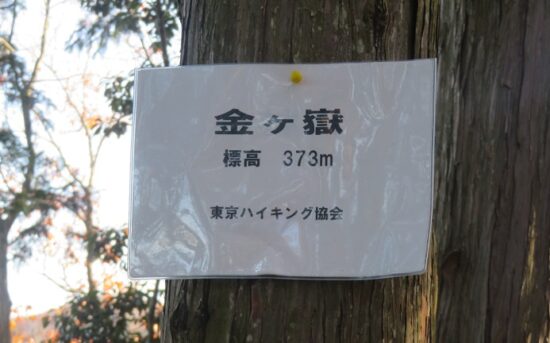 金ヶ嶽
標高 373m
東京ハイキング協会